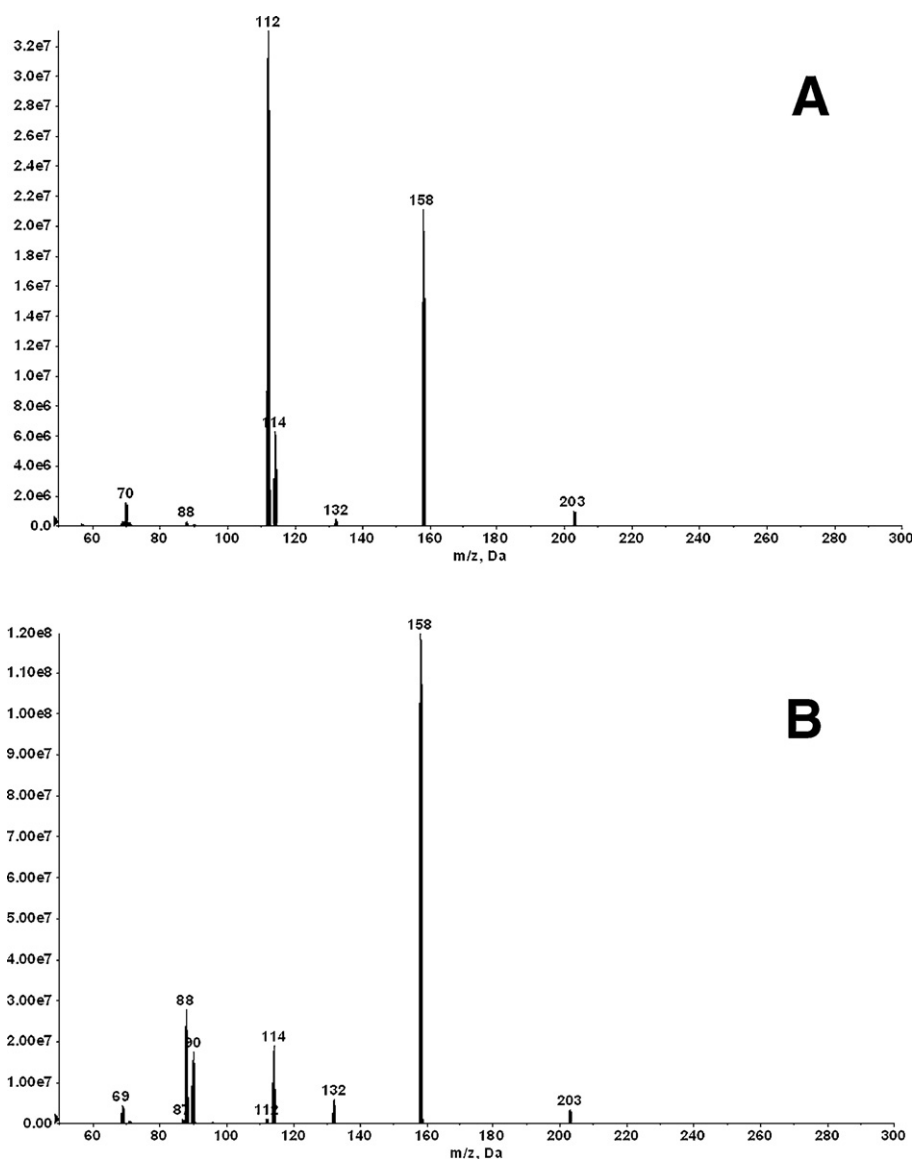 112
3.2e7
3.0e7
A
2.8e7
2.6e7
2.4e7
2.2e7
158
2.0e7
1.8e7
1.6e7
1.4e7
1.2e7
1.0e7
8.0e6
114
6.0e6
4.0e6
70
2.0e6
88
132
203
0.0
60 80 100 120 140 160 180 200 220 240 260 280 300
m/z, Da
158
1.20e8
1.10e8
B
1.00e8
9.00e7
8.00e7
7.00e7
6.00e7
5.00e7
4.00e7
88
3.00e7
90
114
2.00e7
132
69
1.00e7
87
112
203
0.00
60 80 100 120 140 160 180 200 220 240 260 280 300
m/z, Da